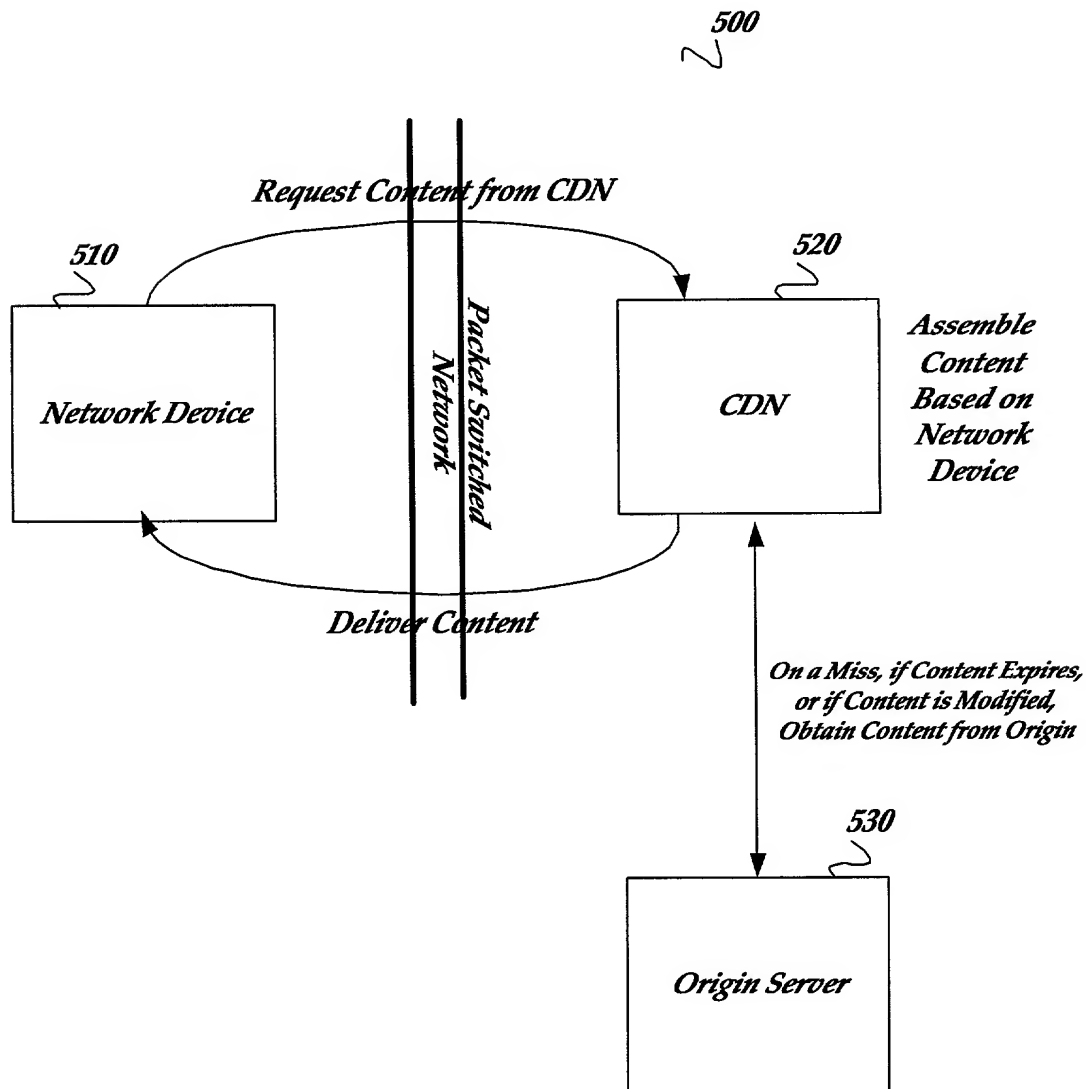 500
Request Content from CDN
510
520
Network Device
Packet Switched
Network
CDN
Assemble
Content
Based on
Network
Device
Deliver Content
On a Miss, if Content Expires,
or if Content is Modified,
Obtain Content from Origin
530
Origin Server